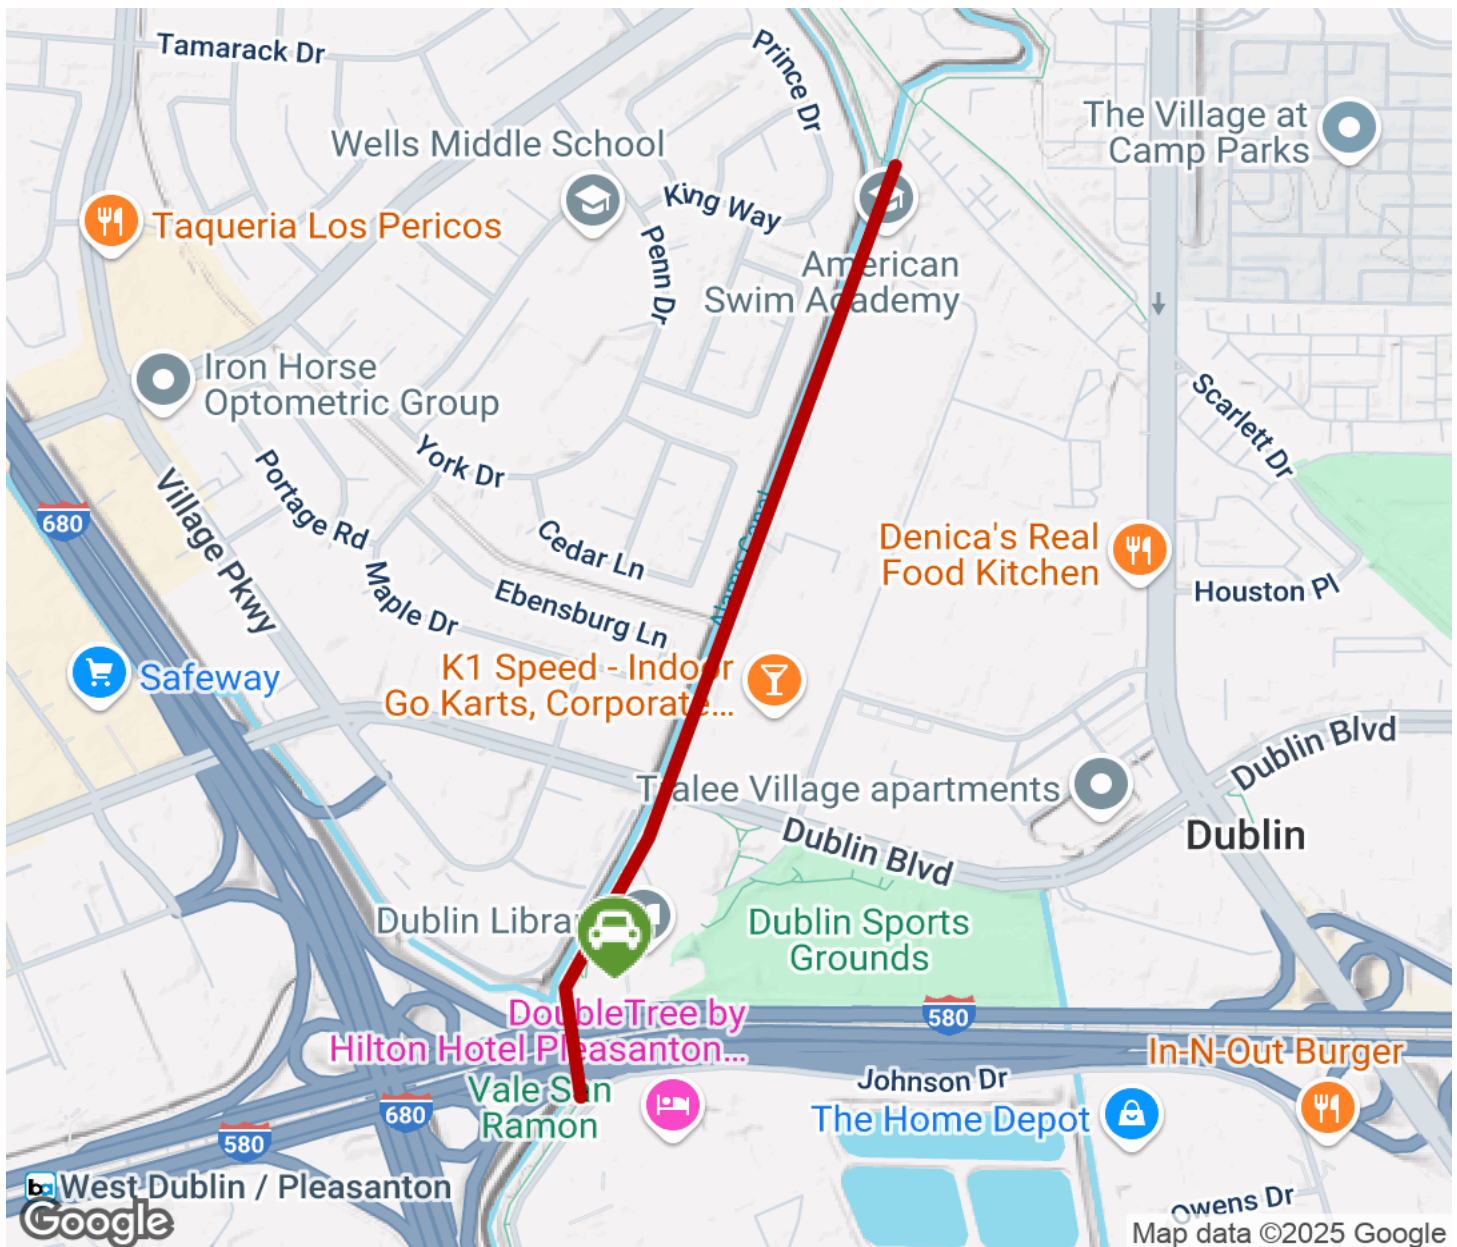 Tamarack Dr
Prince Dr
Wells Middle School
The Village at
Camp Parks
King Way
Taqueria Los Pericos
Penn Dr
American
Swim Academy
Iron Horse
Optometric Group
Scarlett Dr
York Dr
Portage Rd
Village Pkwy
680
Cedar Ln
Denica's Real
Food Kitchen
Maple Dr
Ebensburg Ln
Houston Pl
Alamo Canal
K1 Speed - Indoor
Go Karts, Corporate...
Safeway
Dublin Blvd
Tralee Village apartments
Dublin Blvd
Dublin
Dublin Library
Dublin Sports
Grounds
DoubleTree by
Hilton Hotel Pleasanton...
580
In-N-Out Burger
Johnson Dr
Vale San
Ramon
The Home Depot
680
580
ba
West Dublin / Pleasanton
Owens Dr
Google
Map data ©2025 Google